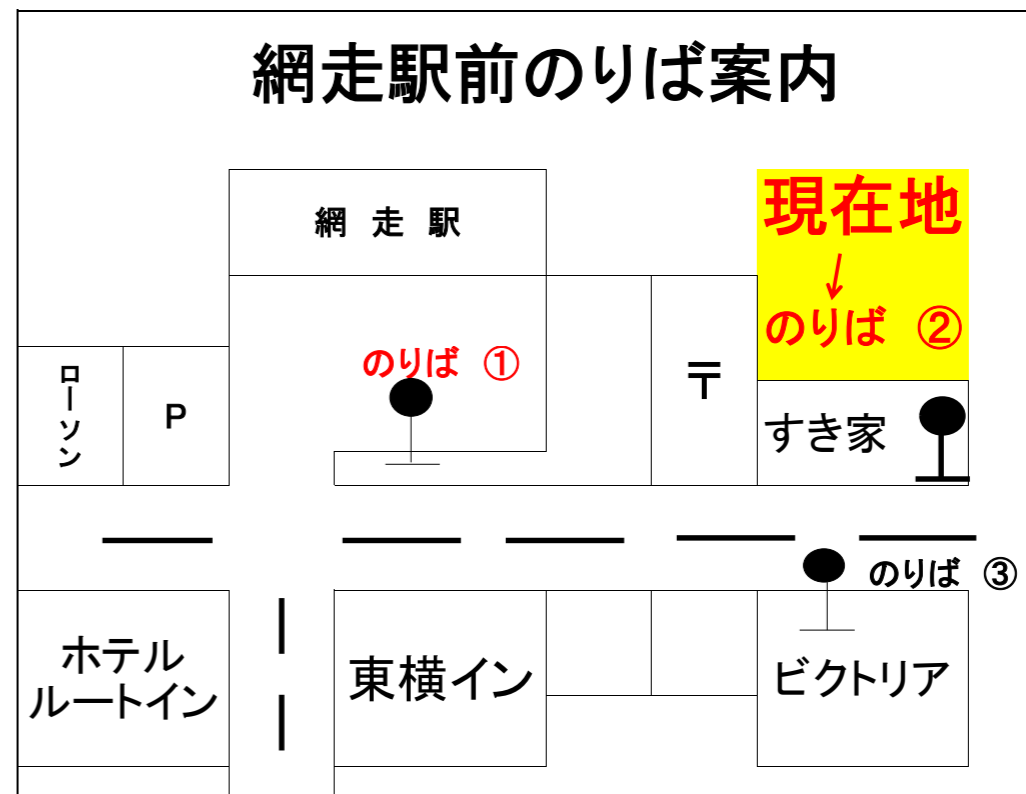 網走駅前のりば案内
網 走 駅
現在地
↓
のりば ②
のりば ①
ローソン
P
〒
すき家
のりば ③
ホテル
ルートイン
東横イン
ビクトリア